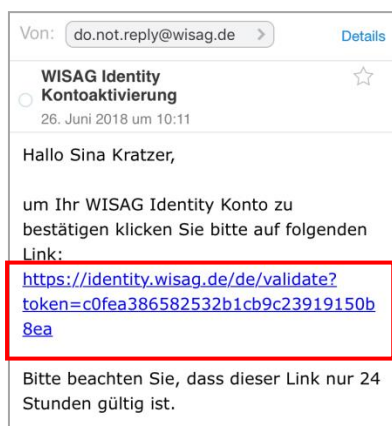 Von: do.not.reply@wisag.de > Details
WISAG Identity
Kontoaktivierung
26. Juni 2018 um 10:11
Hallo Sina Kratzer,
um Ihr WISAG Identity Konto zu
bestätigen klicken Sie bitte auf folgenden
Link:
https://identity.wisag.de/de/validate?
token=c0fea386582532b1cb9c23919150b
8ea
Bitte beachten Sie, dass dieser Link nur 24
Stunden gültig ist.